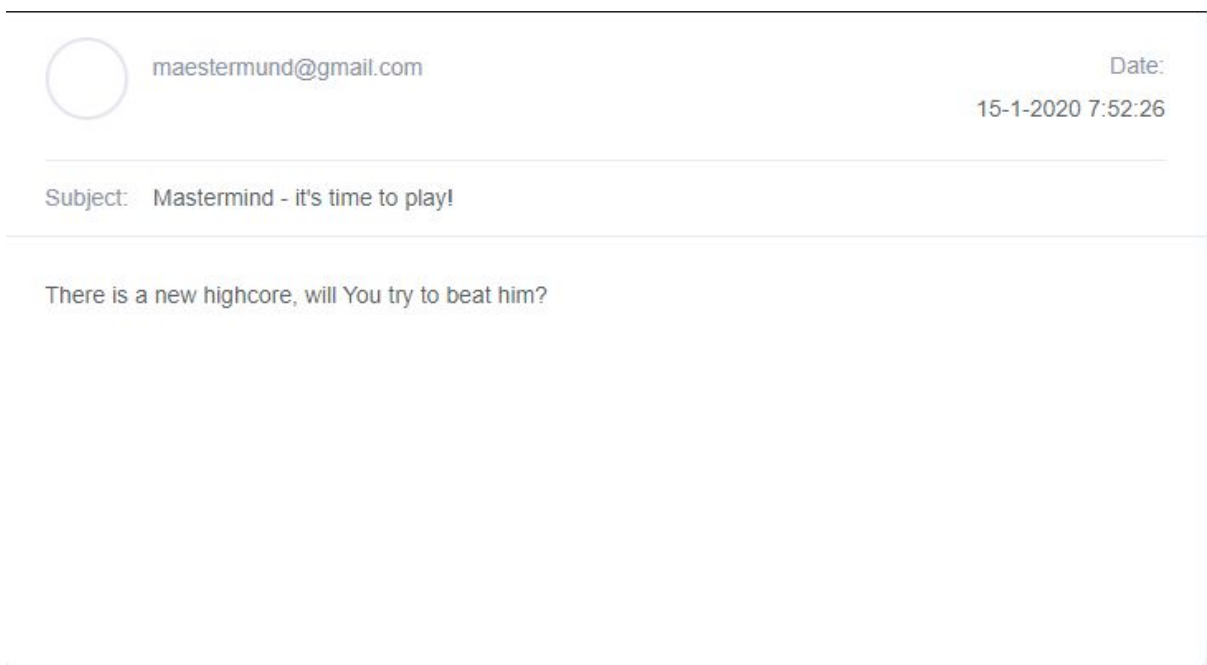 maestermund@gmail.com
Date:
15-1-2020 7:52:26
Subject: Mastermind - it's time to play!
There is a new highcore, will You try to beat him?